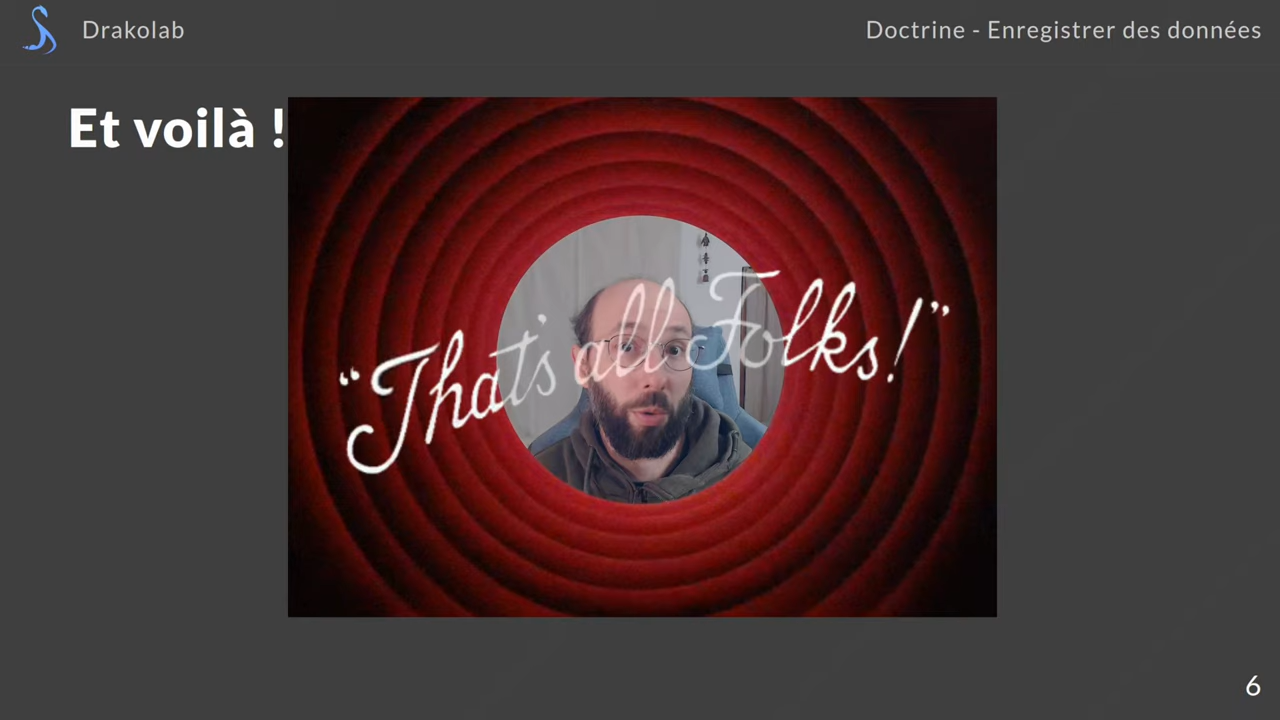 Drakolab
Doctrine - Enregistrer des données
Et voilà !
“That's all Folks!”
6